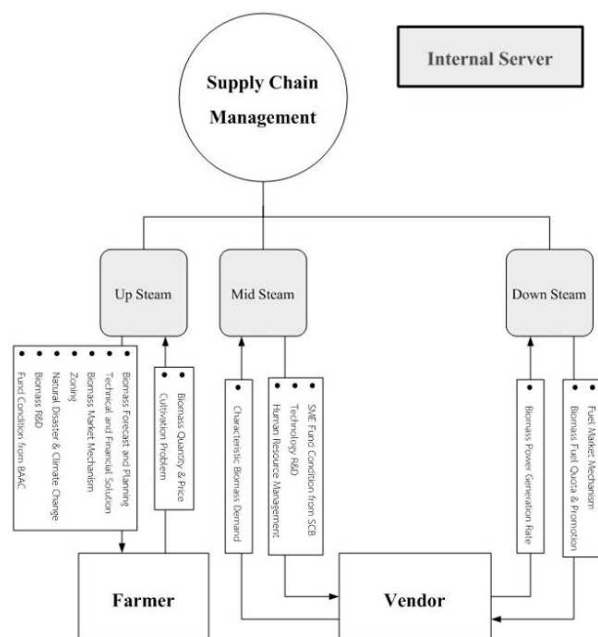 Supply Chain
Management
Internal Server
Up Steam
Mid Steam
Down Steam
Biomass Forecast and Planning
Technical and Financial Solution
Biomass Market Mechanism
Zoning
Natural Disaster & Climate Change
Biomass R&D
Fund Condition from BAAC
Biomass Quantity & Price
Cultivation Problem
Characteristic Biomass Demand
SME Fund Condition from SCB
Technology R&D
Human Resource Management
Biomass Power Generation Rate
Fuel Market Mechanism
Biomass Fuel Quota & Promotion
Farmer
Vendor